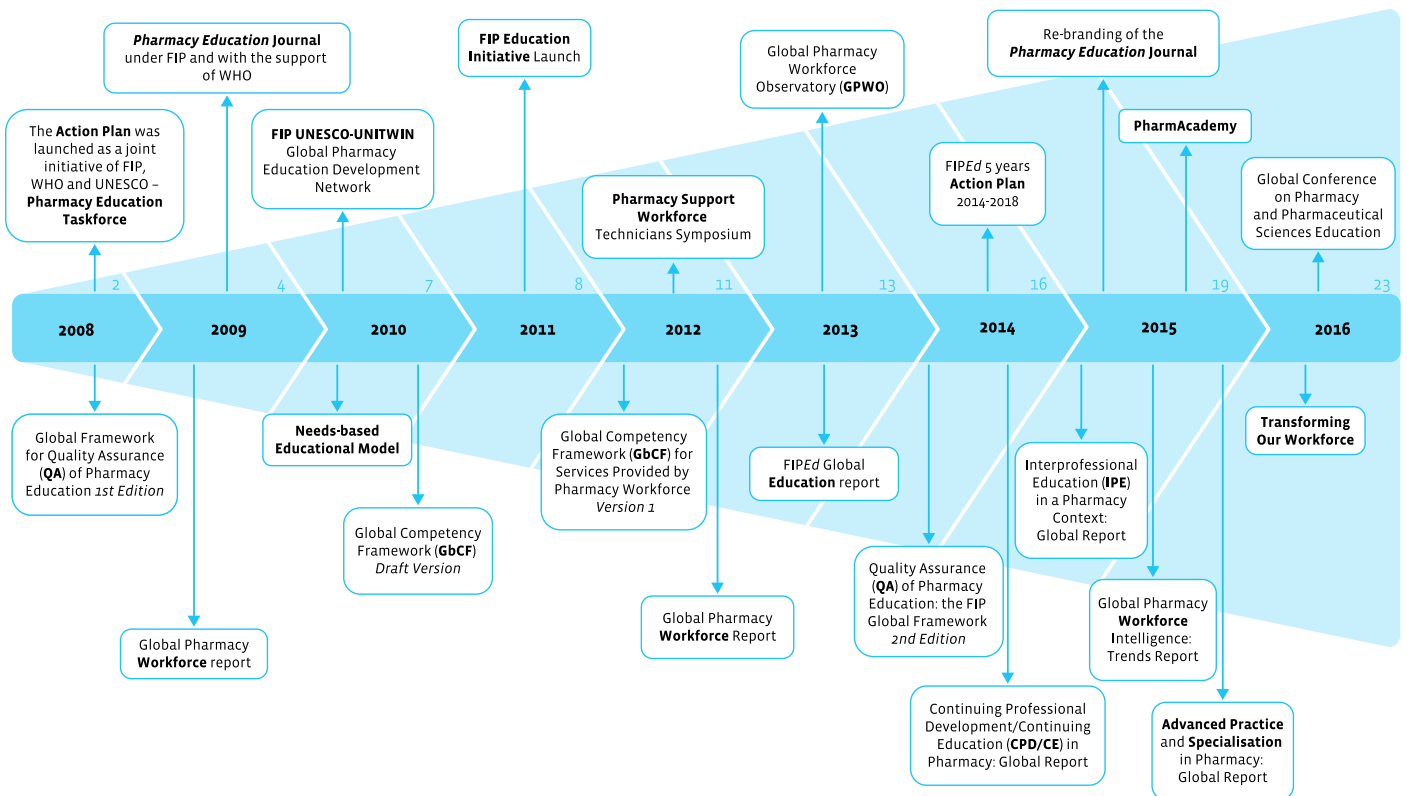 Pharmacy Education Journal
under FIP and with the support
of WHO
FIP Education
Initiative Launch
Global Pharmacy
Workforce
Observatory (GPWO)
Re-branding of the
Pharmacy Education Journal
The Action Plan was
launched as a joint
initiative of FIP,
WHO and UNESCO –
Pharmacy Education
Taskforce
FIP UNESCO-UNITWIN
Global Pharmacy
Education Development
Network
Pharmacy Support
Workforce
Technicians Symposium
FIPEd 5 years
Action Plan
2014-2018
PharmAcademy
Global Conference
on Pharmacy
and Pharmaceutical
Sciences Education
2
4
7
8
11
13
16
19
23
2008
2009
2010
2011
2012
2013
2014
2015
2016
Global Framework
for Quality Assurance
(QA) of Pharmacy
Education 1st Edition
Global Pharmacy
Workforce report
Needs-based
Educational Model
Global Competency
Framework (GbCF)
Draft Version
Global Competency
Framework (GbCF) for
Services Provided by
Pharmacy Workforce
Version 1
Global Pharmacy
Workforce Report
FIPEd Global
Education report
Quality Assurance
(QA) of Pharmacy
Education: the FIP
Global Framework
2nd Edition
Continuing Professional
Development/Continuing
Education (CPD/CE) in
Pharmacy: Global Report
Interprofessional
Education (IPE)
in a Pharmacy
Context:
Global Report
Global Pharmacy
Workforce
Intelligence:
Trends Report
Advanced Practice
and Specialisation
in Pharmacy:
Global Report
Transforming
Our Workforce